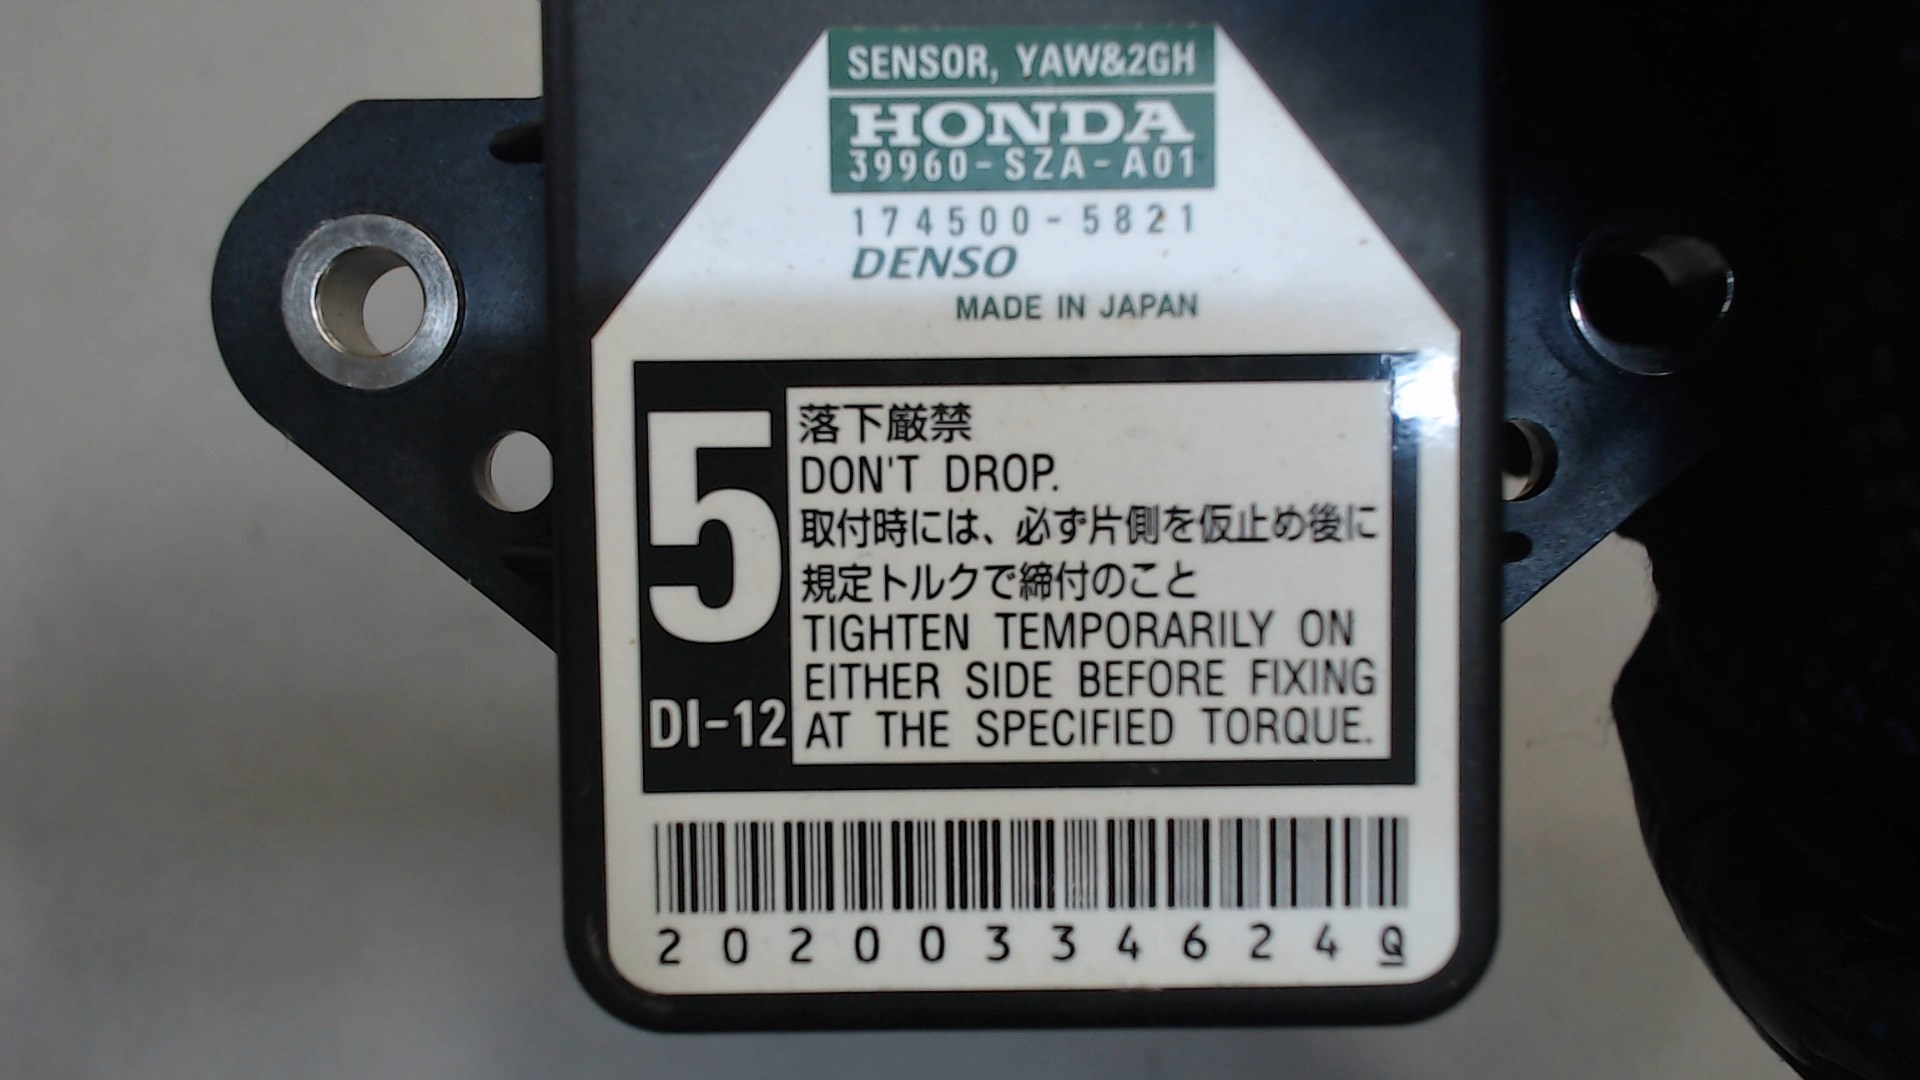 SENSOR, YAW&2GH
HONDA
39960-SZA-A01
174500-5821
DENSO
MADE IN JAPAN
5
DI-12
落下厳禁
DON'T DROP.
取付時には、必ず片側を仮止め後に
規定トルクで締付のこと
TIGHTEN TEMPORARILY ON
EITHER SIDE BEFORE FIXING
AT THE SPECIFIED TORQUE.
20200334624Q